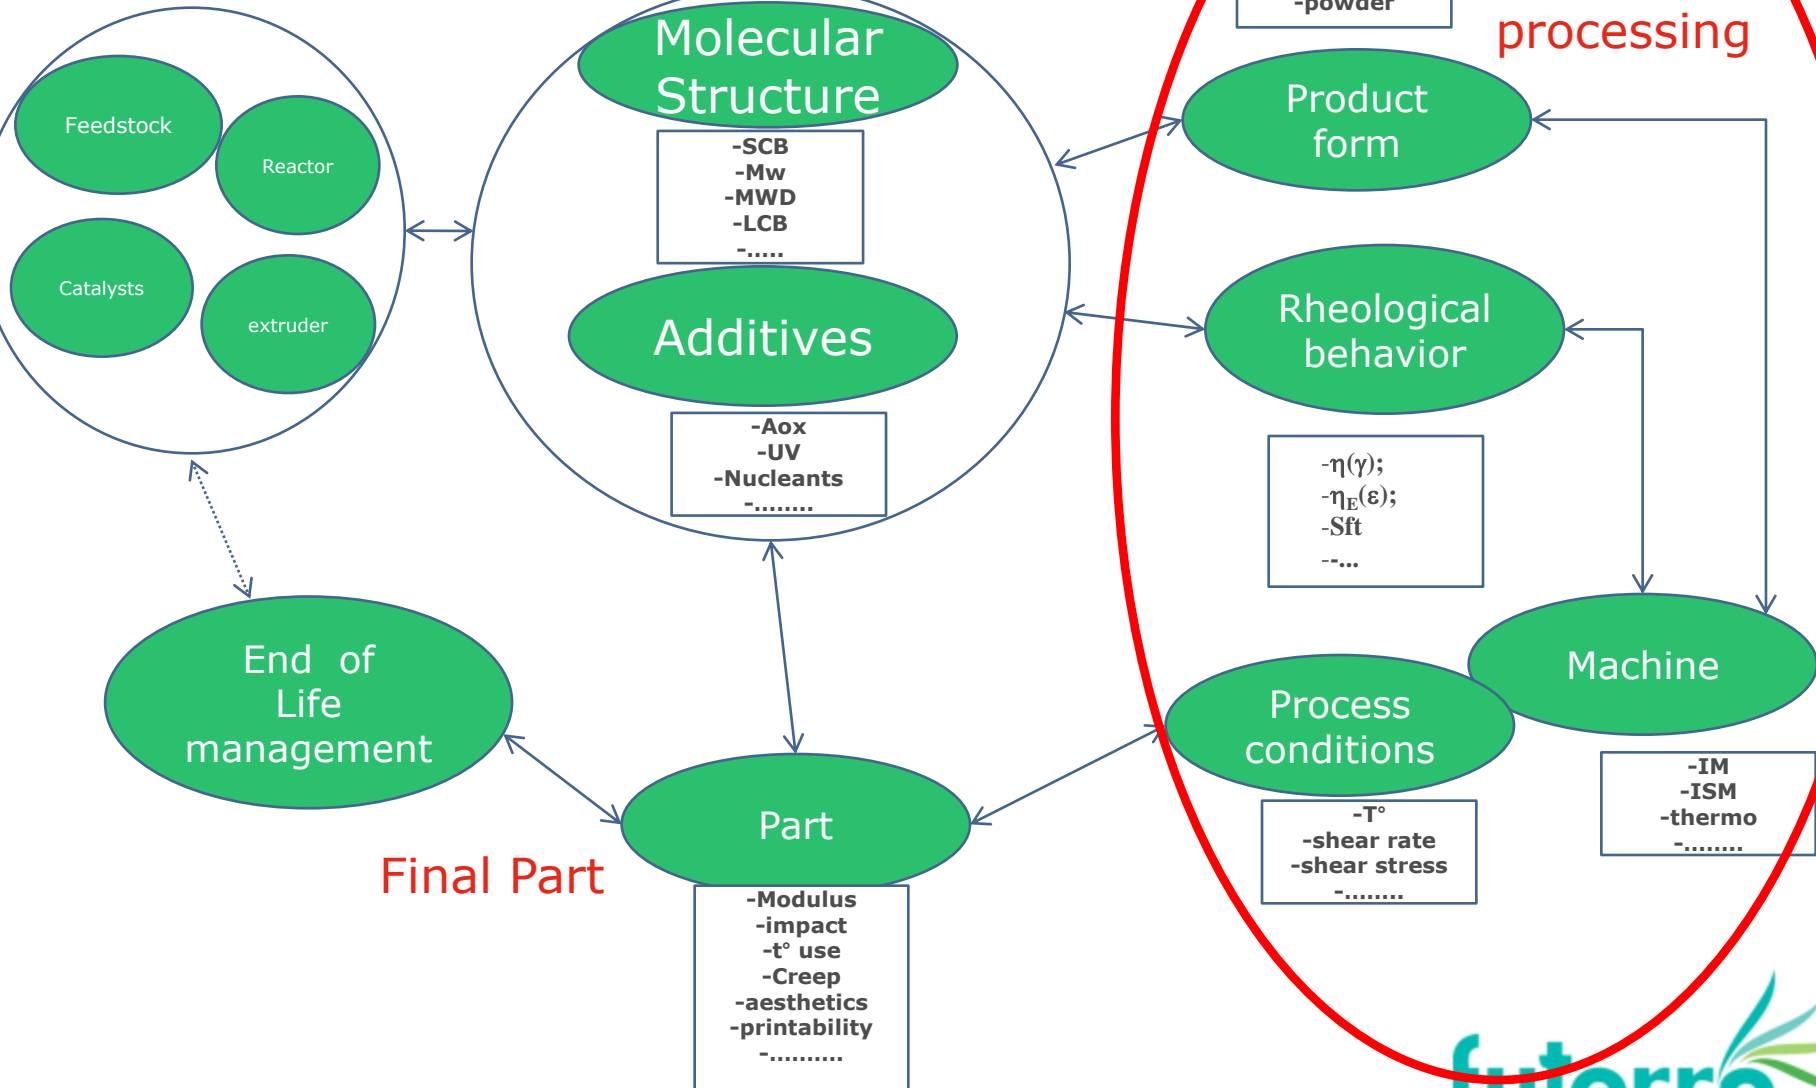 -powder
processing
Molecular
Structure
Product
form
Feedstock
Reactor
-SCB
-Mw
-MWD
-LCB
-.....
Catalysts
extruder
Additives
Rheological
behavior
-Aox
-UV
-Nucleants
-........
-η(γ);
-ηE(ε);
-Sft
--...
End of
Life
management
Machine
Process
conditions
-IM
-ISM
-thermo
-........
Part
-T°
-shear rate
-shear stress
-........
Final Part
-Modulus
-impact
-t° use
-Creep
-aesthetics
-printability
-..........
futerro